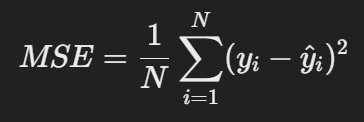 MSE = \frac{1}{N} \sum_{i=1}^{N} (y_i - \hat{y}_i)^2